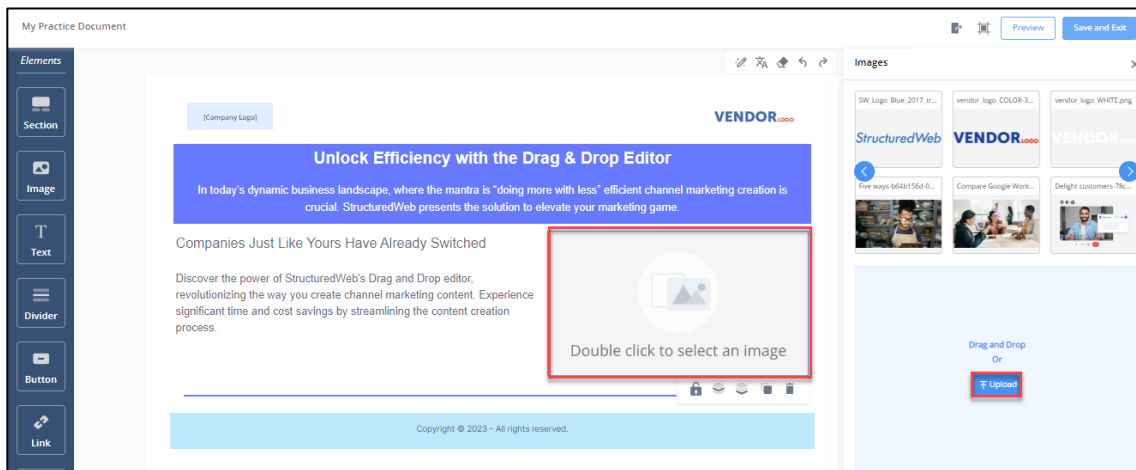 My Practice Document
Preview
Save and Exit
Elements
Section
Image
Text
Divider
Button
Link
[Company Logo]
VENDOR LOGO
Unlock Efficiency with the Drag & Drop Editor
In today's dynamic business landscape, where the mantra is "doing more with less" efficient channel marketing creation is
crucial. StructuredWeb presents the solution to elevate your marketing game.
Companies Just Like Yours Have Already Switched
Discover the power of StructuredWeb's Drag and Drop editor,
revolutionizing the way you create channel marketing content. Experience
significant time and cost savings by streamlining the content creation
process.
Double click to select an image
Copyright © 2023 - All rights reserved.
Images
SW_Logo_Blue_2017_tr...
vendor_logo_COLOR-3...
vendor_logo_WHITE.png
StructuredWeb
VENDOR LOGO
VENDOR
Five ways-b64b156d-0...
Compare Google Work...
Delight customers-78c...
Drag and Drop
Or
Upload